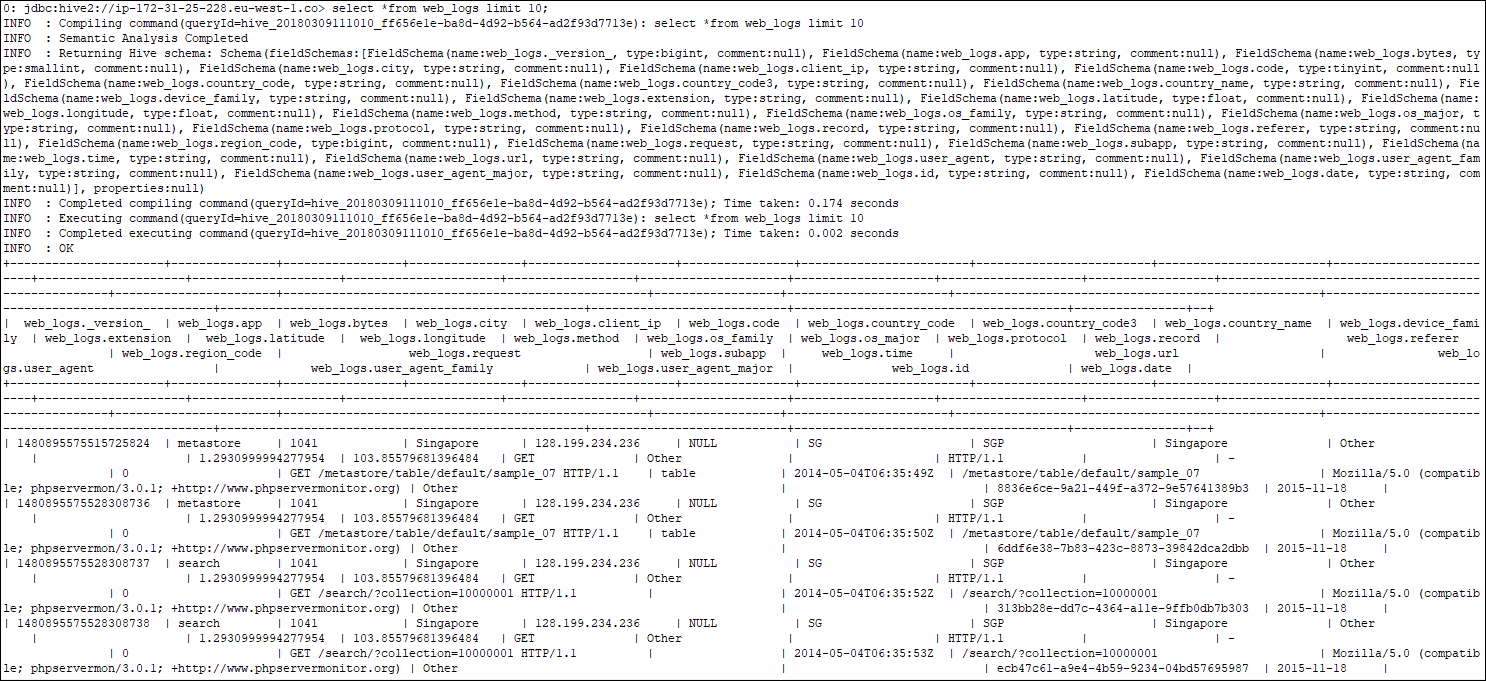 0: jdbc:hive2://ip-172-31-25-228.eu-west-1.co> select *from web_logs limit 10;
INFO  : Compiling command(queryId=hive_20180309111010_ff656e1e-ba8d-4d92-b564-ad2f93d7713e): select *from web_logs limit 10
INFO  : Semantic Analysis Completed
INFO  : Returning Hive schema: Schema(fieldSchemas:[FieldSchema(name:web_logs._version_, type:bigint, comment:null), FieldSchema(name:web_logs.app, type:string, comment:null), FieldSchema(name:web_logs.bytes, ty
pe:smallint, comment:null), FieldSchema(name:web_logs.city, type:string, comment:null), FieldSchema(name:web_logs.client_ip, type:string, comment:null), FieldSchema(name:web_logs.code, type:tinyint, comment:null
), FieldSchema(name:web_logs.country_code, type:string, comment:null), FieldSchema(name:web_logs.country_code3, type:string, comment:null), FieldSchema(name:web_logs.country_name, type:string, comment:null), Fie
ldSchema(name:web_logs.device_family, type:string, comment:null), FieldSchema(name:web_logs.extension, type:string, comment:null), FieldSchema(name:web_logs.latitude, type:float, comment:null), FieldSchema(name:
web_logs.longitude, type:float, comment:null), FieldSchema(name:web_logs.method, type:string, comment:null), FieldSchema(name:web_logs.os_family, type:string, comment:null), FieldSchema(name:web_logs.os_major, t
ype:string, comment:null), FieldSchema(name:web_logs.protocol, type:string, comment:null), FieldSchema(name:web_logs.record, type:string, comment:null), FieldSchema(name:web_logs.referer, type:string, comment:nu
ll), FieldSchema(name:web_logs.region_code, type:bigint, comment:null), FieldSchema(name:web_logs.request, type:string, comment:null), FieldSchema(name:web_logs.subapp, type:string, comment:null), FieldSchema(na
me:web_logs.time, type:string, comment:null), FieldSchema(name:web_logs.url, type:string, comment:null), FieldSchema(name:web_logs.user_agent, type:string, comment:null), FieldSchema(name:web_logs.user_agent_fam
ily, type:string, comment:null), FieldSchema(name:web_logs.user_agent_major, type:string, comment:null), FieldSchema(name:web_logs.id, type:string, comment:null), FieldSchema(name:web_logs.date, type:string, com
ment:null)], properties:null)
INFO  : Completed compiling command(queryId=hive_20180309111010_ff656e1e-ba8d-4d92-b564-ad2f93d7713e); Time taken: 0.174 seconds
INFO  : Executing command(queryId=hive_20180309111010_ff656e1e-ba8d-4d92-b564-ad2f93d7713e): select *from web_logs limit 10
INFO  : Completed executing command(queryId=hive_20180309111010_ff656e1e-ba8d-4d92-b564-ad2f93d7713e); Time taken: 0.002 seconds
INFO  : OK
| web_logs._version_ | web_logs.app | web_logs.bytes | web_logs.city | web_logs.client_ip | web_logs.code | web_logs.country_code | web_logs.country_code3 | web_logs.country_name | web_logs.device_fami
ly | web_logs.extension | web_logs.latitude | web_logs.longitude | web_logs.method | web_logs.os_family | web_logs.os_major | web_logs.protocol | web_logs.record | web_logs.referer
| web_logs.region_code | web_logs.request | web_logs.subapp | web_logs.time | web_logs.url | web_lo
gs.user_agent | web_logs.user_agent_family | web_logs.user_agent_major | web_logs.id | web_logs.date |
| 1480895575515725824 | metastore | 1041 | Singapore | 128.199.234.236 | NULL | SG | SGP | Singapore | Other
| | 1.2930999994277954 | 103.85579681396484 | GET | Other | | HTTP/1.1 | | -
| 0 | GET /metastore/table/default/sample_07 HTTP/1.1 | table | 2014-05-04T06:35:49Z | /metastore/table/default/sample_07 | Mozilla/5.0 (compatib
le; phpservermon/3.0.1; +http://www.phpservermonitor.org) | Other | | 8836e6ce-9a21-449f-a372-9e57641389b3 | 2015-11-18 |
| 1480895575528308736 | metastore | 1041 | Singapore | 128.199.234.236 | NULL | SG | SGP | Singapore | Other
| | 1.2930999994277954 | 103.85579681396484 | GET | Other | | HTTP/1.1 | | -
| 0 | GET /metastore/table/default/sample_07 HTTP/1.1 | table | 2014-05-04T06:35:50Z | /metastore/table/default/sample_07 | Mozilla/5.0 (compatib
le; phpservermon/3.0.1; +http://www.phpservermonitor.org) | Other | | 6ddf6e38-7b83-423c-8873-39842dca2dbb | 2015-11-18 |
| 1480895575528308737 | search | 1041 | Singapore | 128.199.234.236 | NULL | SG | SGP | Singapore | Other
| | 1.2930999994277954 | 103.85579681396484 | GET | Other | | HTTP/1.1 | | -
| 0 | GET /search/?collection=10000001 HTTP/1.1 | | 2014-05-04T06:35:52Z | /search/?collection=10000001 | Mozilla/5.0 (compatib
le; phpservermon/3.0.1; +http://www.phpservermonitor.org) | Other | | 313bb28e-dd7c-4364-a11e-9ffb0db7b303 | 2015-11-18 |
| 1480895575528308738 | search | 1041 | Singapore | 128.199.234.236 | NULL | SG | SGP | Singapore | Other
| | 1.2930999994277954 | 103.85579681396484 | GET | Other | | HTTP/1.1 | | -
| 0 | GET /search/?collection=10000001 HTTP/1.1 | | 2014-05-04T06:35:53Z | /search/?collection=10000001 | Mozilla/5.0 (compatib
le; phpservermon/3.0.1; +http://www.phpservermonitor.org) | Other | | ecb47c61-a9e4-4b59-9234-04bd57695987 | 2015-11-18 |